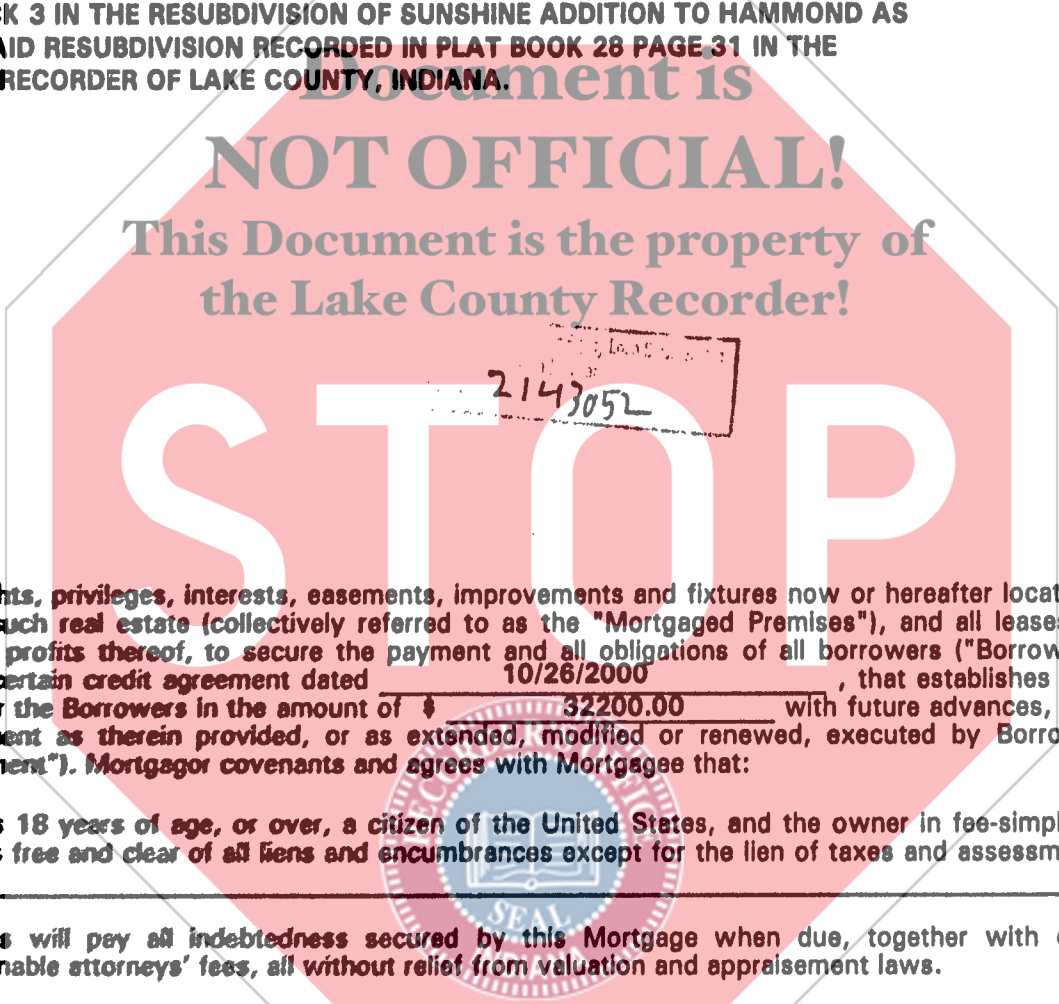 K 3 IN THE RESUBDIVISION OF SUNSHINE ADDITION TO HAMMOND AS
AID RESUBDIVISION RECORDED IN PLAT BOOK 28 PAGE 31 IN THE
RECORDER OF LAKE COUNTY, INDIANA.
Document is
NOT OFFICIAL!
This Document is the property of
the Lake County Recorder!
2143052
STOP
hts, privileges, interests, easements, improvements and fixtures now or hereafter locat
uch real estate (collectively referred to as the "Mortgaged Premises"), and all leases
profits thereof, to secure the payment and all obligations of all borrowers ("Borrow
ertain credit agreement dated 10/26/2000 , that establishes
the Borrowers in the amount of $ 32200.00 with future advances,
ent as therein provided, or as extended, modified or renewed, executed by Borro
nent"). Mortgagor covenants and agrees with Mortgagee that:
s 18 years of age, or over, a citizen of the United States, and the owner in fee-simpl
s free and clear of all liens and encumbrances except for the lien of taxes and assessm
s will pay all indebtedness secured by this Mortgage when due, together with
nable attorneys' fees, all without relief from valuation and appraisement laws.
SEAL
INDIANA